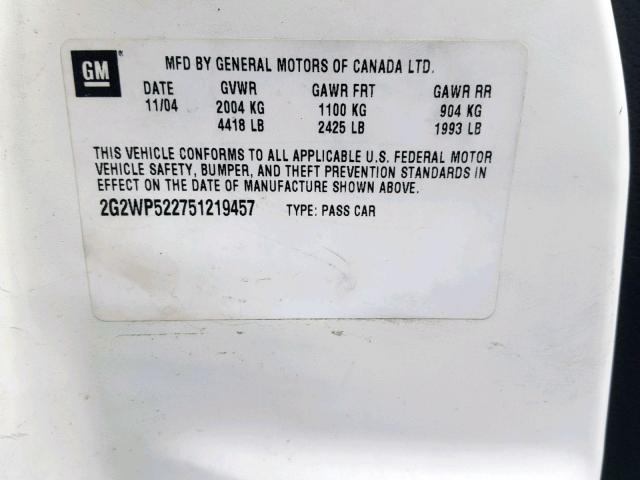 GM ® MFD BY GENERAL MOTORS OF CANADA LTD.
DATE GVWR GAWR FRT GAWR RR
11/04 2004 KG 1100 KG 904 KG
4418 LB 2425 LB 1993 LB
THIS VEHICLE CONFORMS TO ALL APPLICABLE U.S. FEDERAL MOTOR
VEHICLE SAFETY, BUMPER, AND THEFT PREVENTION STANDARDS IN
EFFECT ON THE DATE OF MANUFACTURE SHOWN ABOVE.
2G2WP522751219457 TYPE: PASS CAR